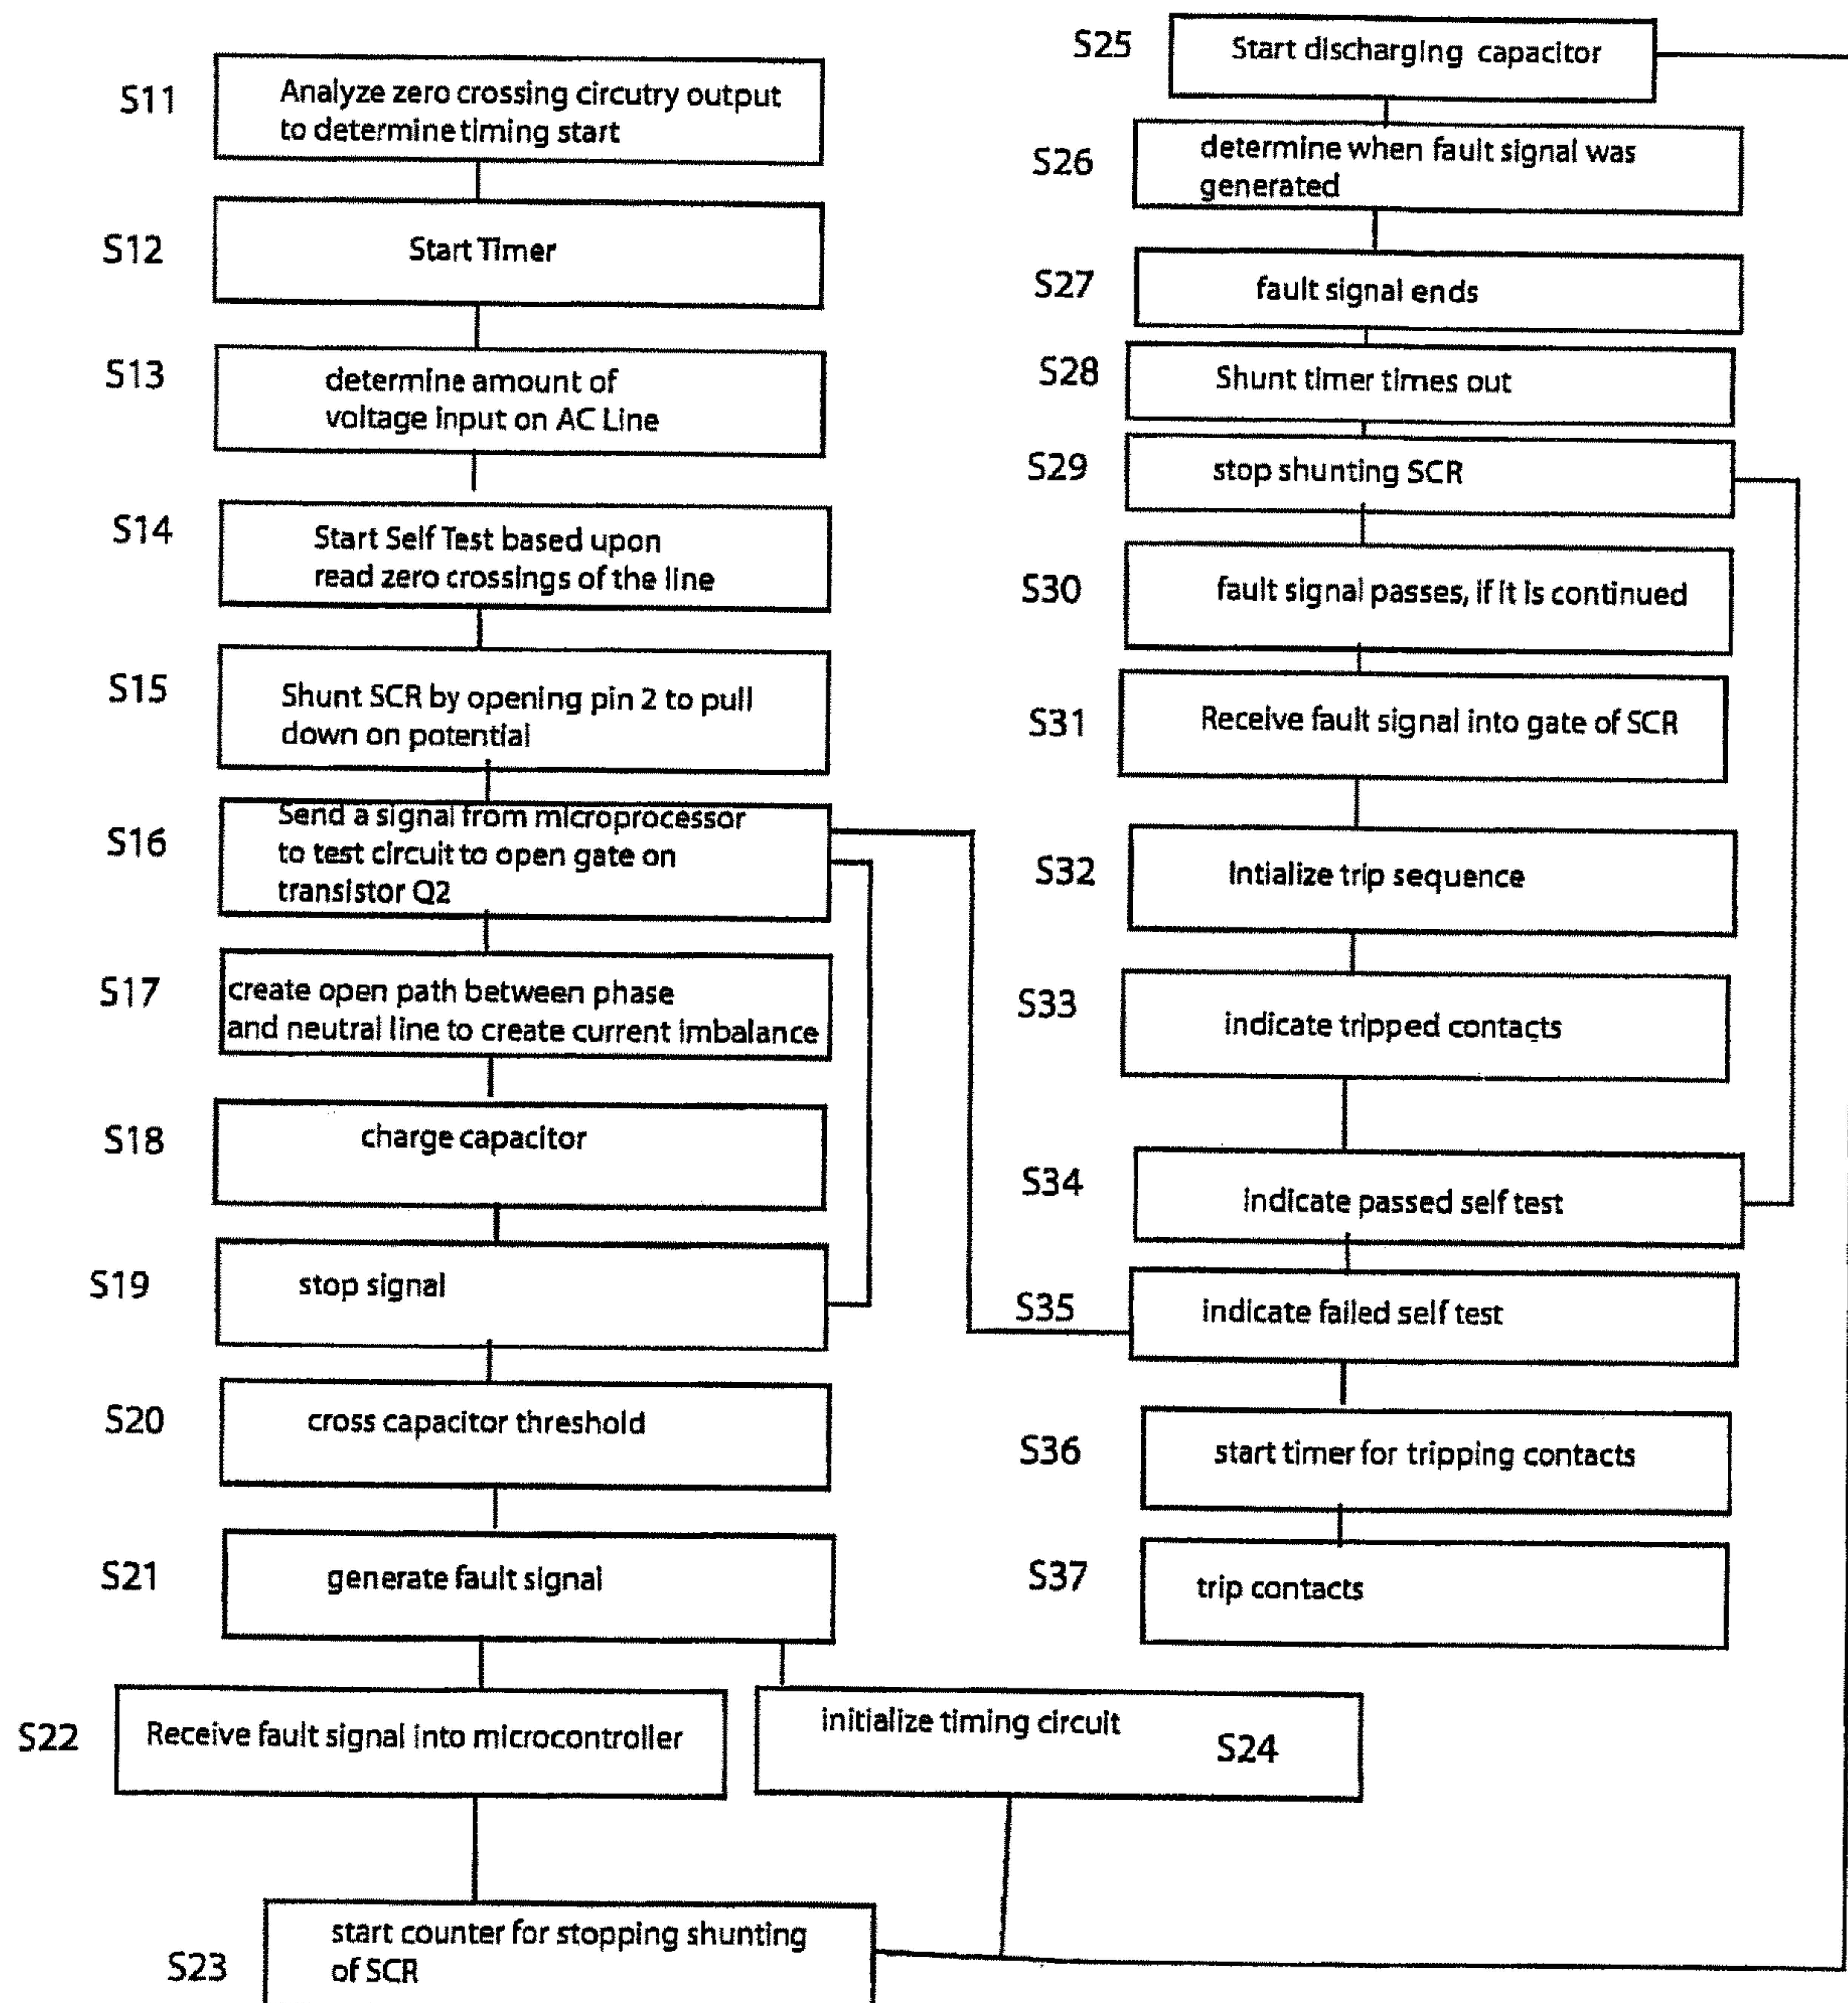 S11
Analyze zero crossing circutry output
to determine timing start
S12
Start Timer
S13
determine amount of
voltage input on AC Line
S14
Start Self Test based upon
read zero crossings of the line
S15
Shunt SCR by opening pin 2 to pull
down on potential
S16
Send a signal from microprocessor
to test circuit to open gate on
transistor Q2
S17
create open path between phase
and neutral line to create current imbalance
S18
charge capacitor
S19
stop signal
S20
cross capacitor threshold
S21
generate fault signal
S22
Receive fault signal into microcontroller
initialize timing circuit
S24
S23
start counter for stopping shunting
of SCR
S25
Start discharging capacitor
S26
determine when fault signal was
generated
S27
fault signal ends
S28
Shunt timer times out
S29
stop shunting SCR
S30
fault signal passes, if it is continued
S31
Receive fault signal into gate of SCR
S32
Intialize trip sequence
S33
indicate tripped contacts
S34
indicate passed self test
S35
indicate failed self test
S36
start timer for tripping contacts
S37
trip contacts